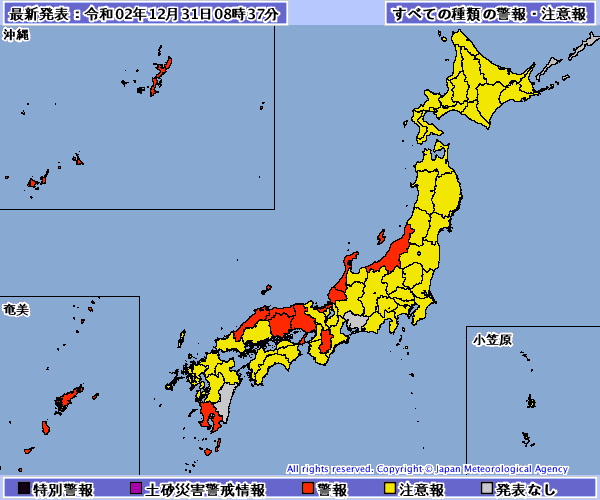 最新発表：令和02年12月31日08時37分
すべての種類の警報・注意報
沖縄
奄美
小笠原
All rights reserved. Copyright © Japan Meteorological Agency
特別警報
土砂災害警戒情報
警報
注意報
発表なし